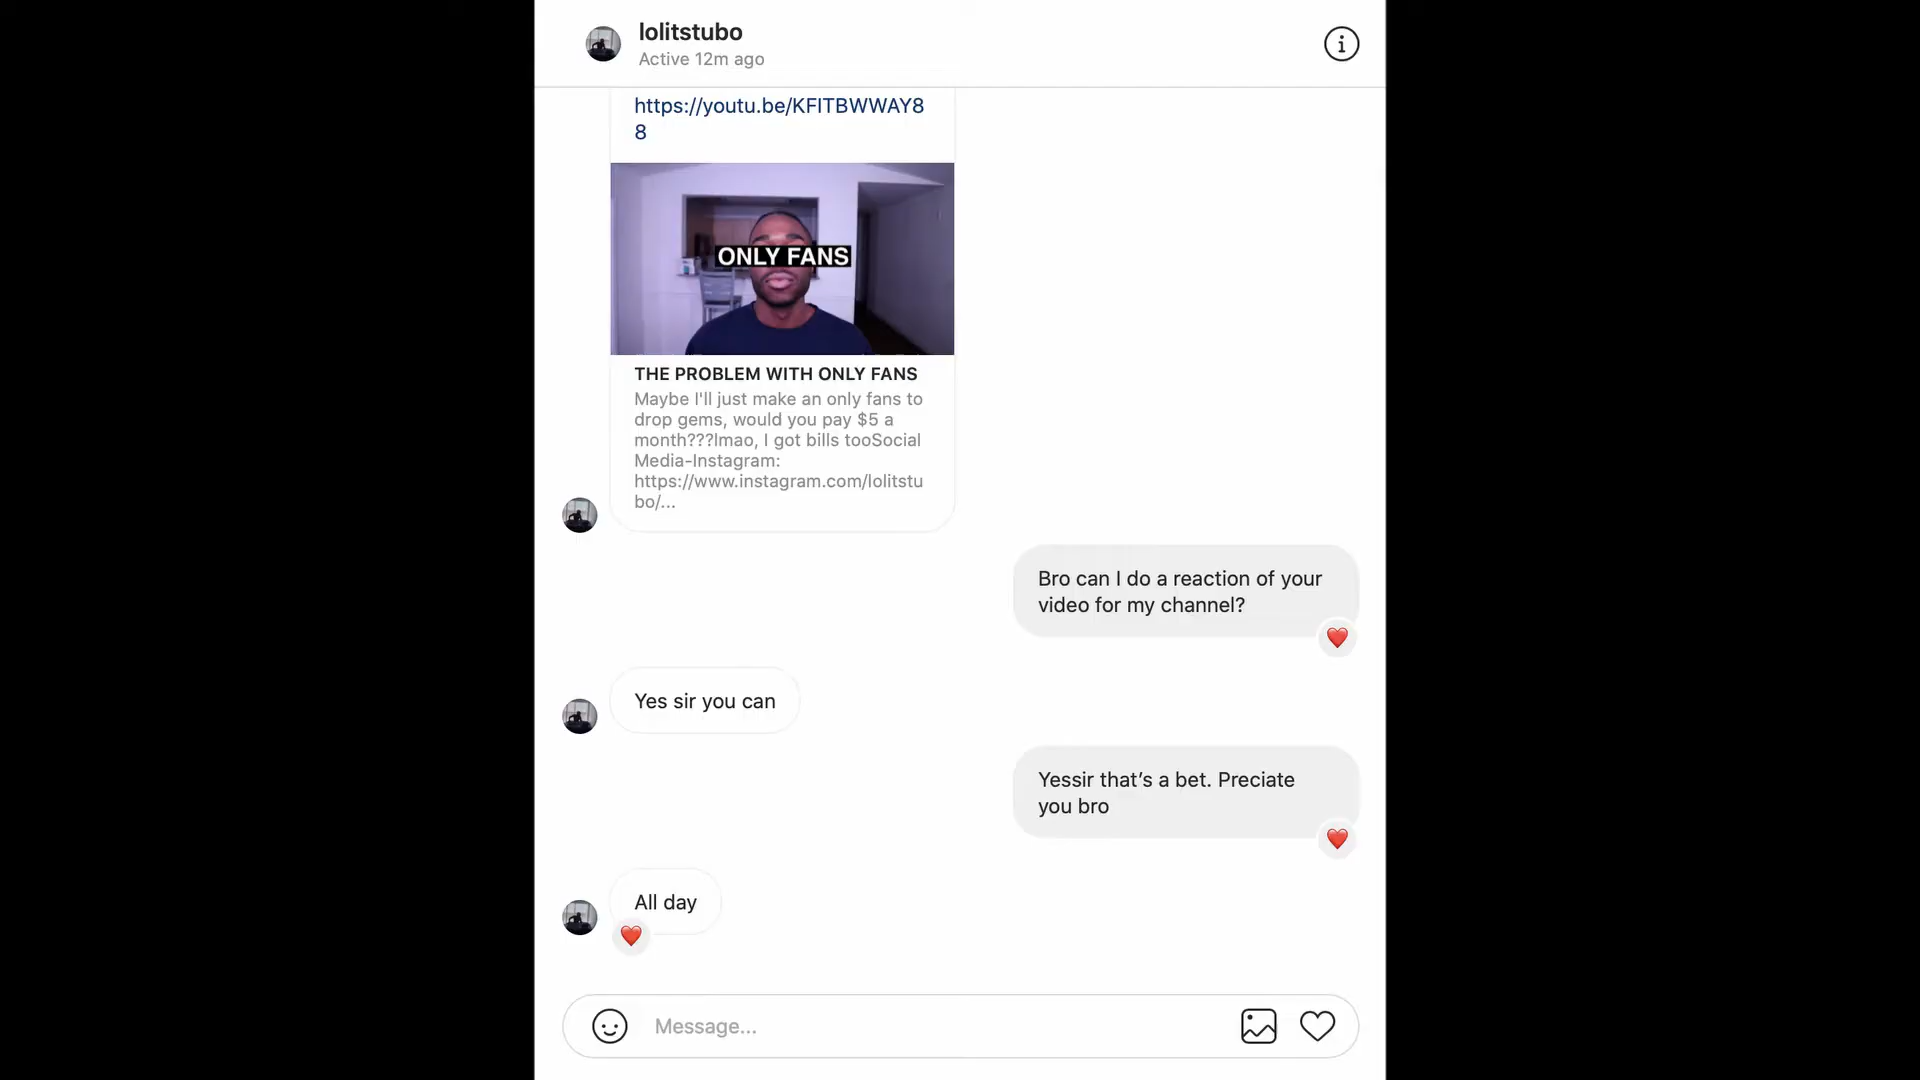 lolitstubo
Active 12m ago
https://youtu.be/KFITBWWAY8
8
ONLY FANS
THE PROBLEM WITH ONLY FANS
Maybe I'll just make an only fans to
drop gems, would you pay $5 a
month???lmao, I got bills tooSocial
Media-Instagram:
https://www.instagram.com/lolitstu
bo/...
Bro can I do a reaction of your
video for my channel?
Yes sir you can
Yessir that’s a bet. Preciate
you bro
All day
Message...